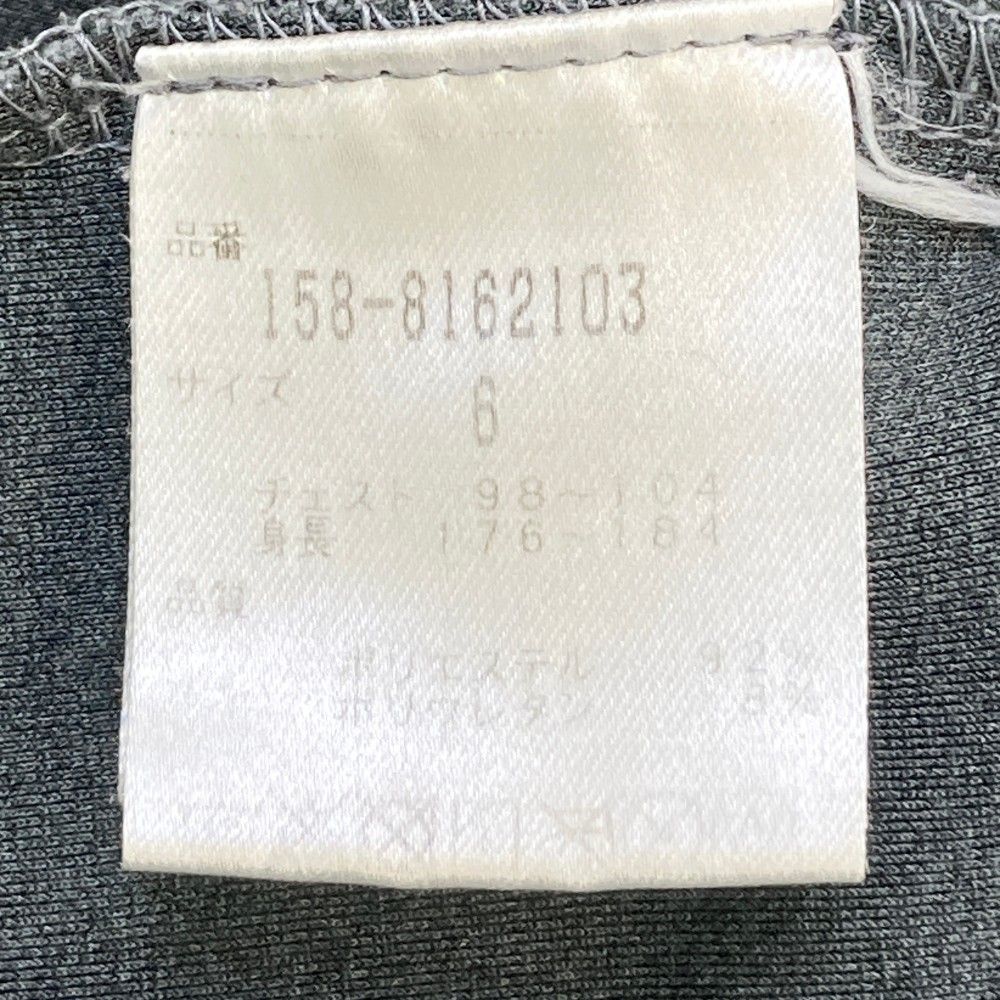 品番
158-8162103
サイズ 6
チェスト 98~104
身長 176~184
品質
ポリエステル 92%
ポリウレタン 8%